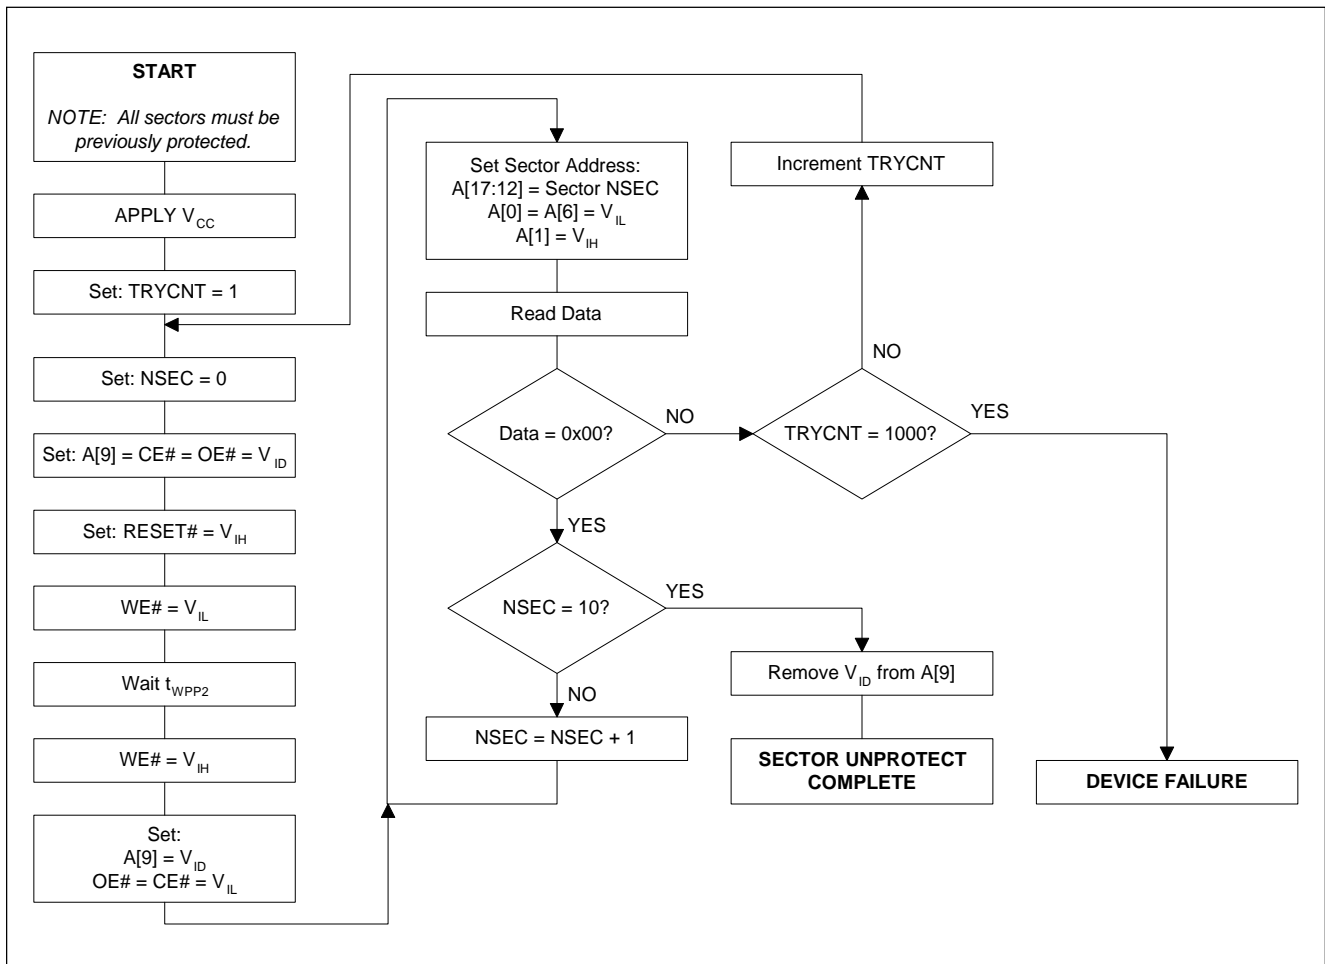 START
NOTE: All sectors must be
previously protected.
APPLY VCC
Set: TRYCNT = 1
Set: NSEC = 0
Set: A[9] = CE# = OE# = VID
Set: RESET# = VIH
WE# = VIL
Wait tWPP2
WE# = VIH
Set:
A[9] = VID
OE# = CE# = VIL
Set Sector Address:
A[17:12] = Sector NSEC
A[0] = A[6] = VIL
A[1] = VIH
Read Data
Data = 0x00?
NO
YES
NSEC = 10?
YES
NO
NSEC = NSEC + 1
Increment TRYCNT
NO
TRYCNT = 1000?
YES
Remove VID from A[9]
SECTOR UNPROTECT
COMPLETE
DEVICE FAILURE